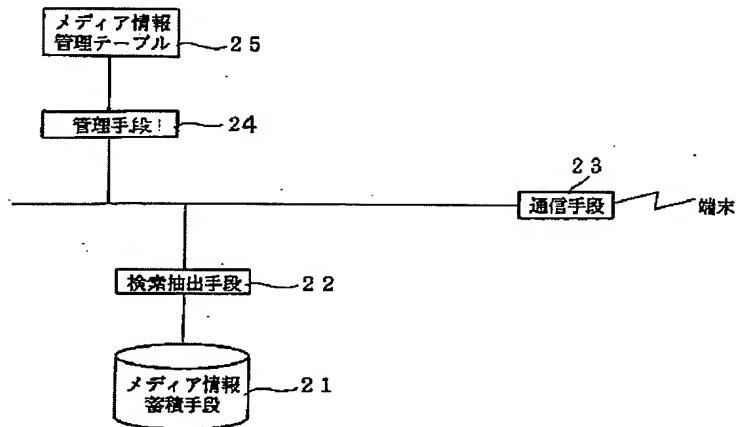 メディア情報
管理テーブル
25
管理手段
24
23
通信手段
端末
検索抽出手段
22
メディア情報
蓄積手段
21